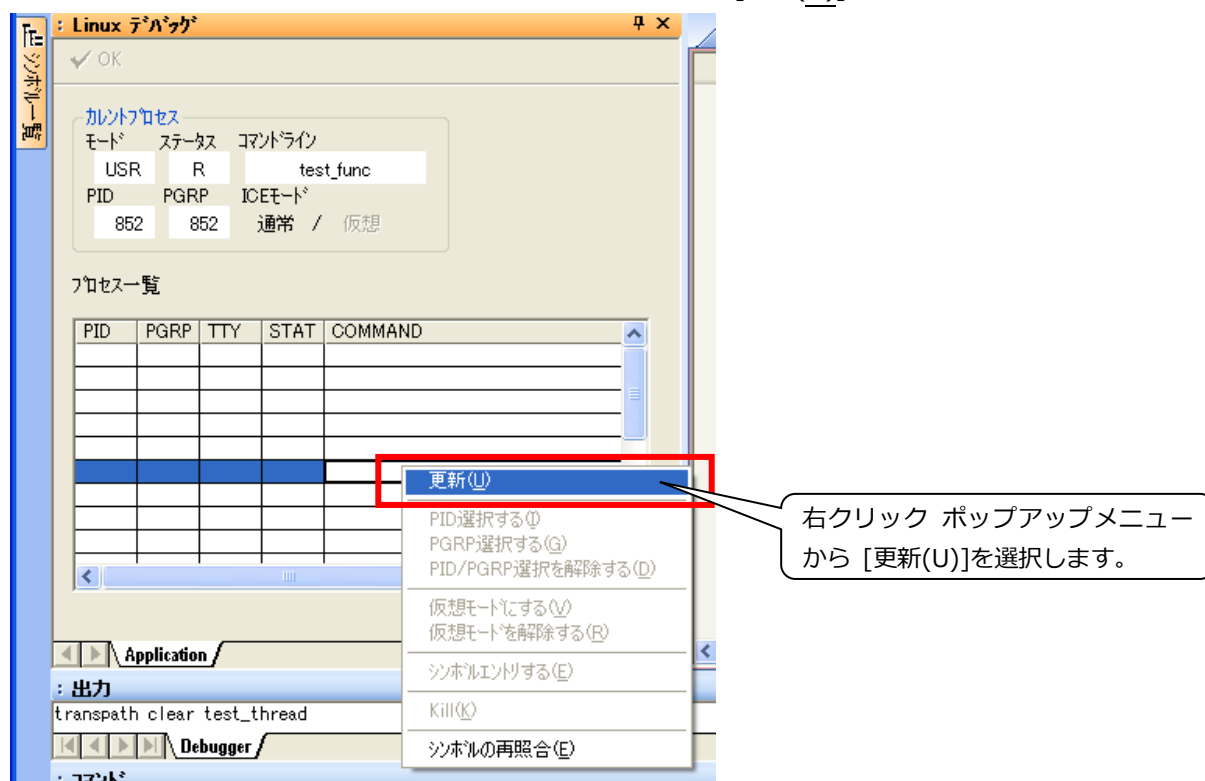 : Linux ﾃﾞﾊﾞｯｸﾞ
シンボル一覧
OK
ｶﾚﾝﾄﾌﾟﾛｾｽ
ﾓｰﾄﾞ ｽﾃｰﾀｽ ｺﾏﾝﾄﾞﾗｲﾝ
USR R test_func
PID PGRP ICEﾓｰﾄﾞ
852 852 通常 / 仮想
ﾌﾟﾛｾｽ一覧
PID PGRP TTY STAT COMMAND
更新(U)
PID選択する(I)
PGRP選択する(G)
PID/PGRP選択を解除する(D)
仮想ﾓｰﾄﾞにする(V)
仮想ﾓｰﾄﾞを解除する(R)
ｼﾝﾎﾞﾙｴﾝﾄﾘする(E)
Kill(K)
ｼﾝﾎﾞﾙの再照合(E)
右クリック ポップアップメニュー
から [更新(U)]を選択します。
Application
: 出力
transpath clear test_thread
Debugger
: ｺﾏﾝﾄﾞ